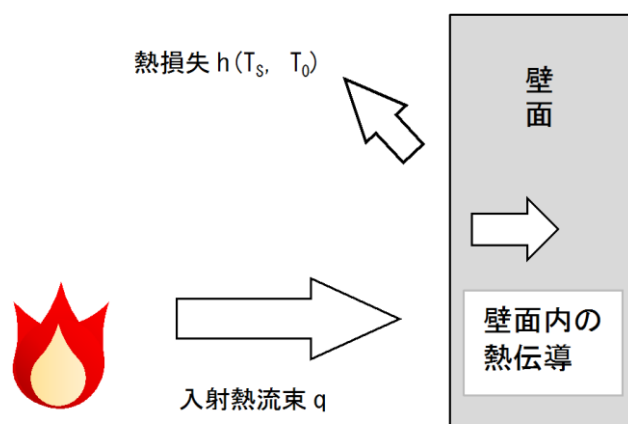 熱損失 h(TS, T0)
壁
面
壁面内の
熱伝導
入射熱流束 q